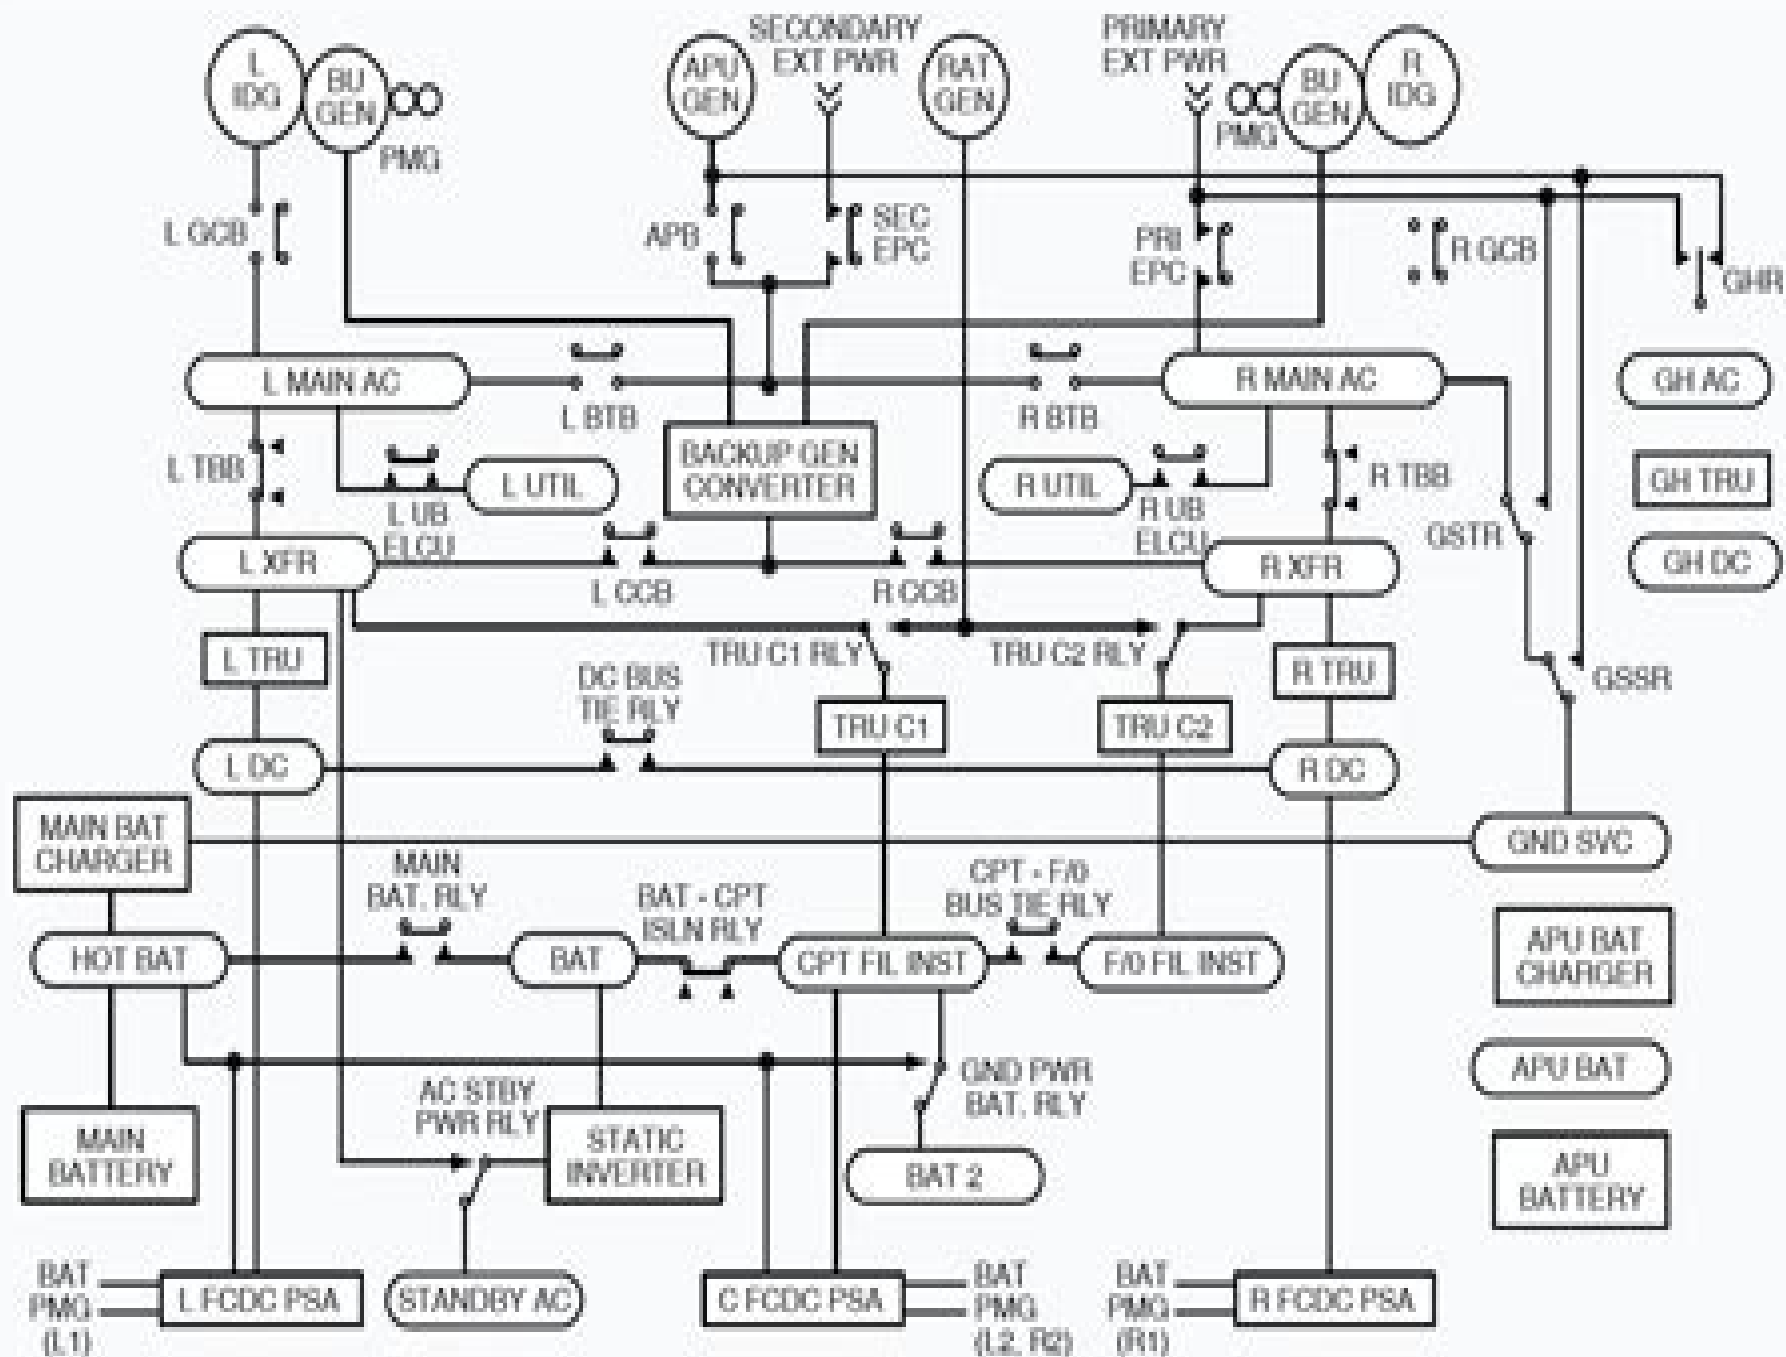 L
IDG
BU
GEN
PMG
APU
GEN
SECONDARY
EXT PWR
RAT
GEN
PRIMARY
EXT PWR
PMG
BU
GEN
R
IDG
L GCB
APB
SEC
EPC
PRI
EPC
R GCB
GHR
L MAIN AC
L BTB
R BTB
R MAIN AC
GH AC
L TBB
L UTIL
L UB
ELCU
BACKUP GEN
CONVERTER
R UTIL
R UB
ELCU
R TBB
GSTR
GH TRU
L XFR
L CCB
R CCB
R XFR
GH DC
L TRU
TRU C1 RLY
TRU C2 RLY
R TRU
GSSR
DC BUS
TIE RLY
TRU C1
TRU C2
L DC
R DC
MAIN BAT
CHARGER
GND SVC
MAIN
BAT. RLY
BAT - CPT
ISLN RLY
CPT - F/0
BUS TIE RLY
HOT BAT
BAT
CPT FIL INST
F/0 FIL INST
APU BAT
CHARGER
AC STBY
PWR RLY
GND PWR
BAT. RLY
APU BAT
MAIN
BATTERY
STATIC
INVERTER
BAT 2
APU
BATTERY
BAT
PMG
(L1)
L FCDC PSA
STANDBY AC
C FCDC PSA
BAT
PMG
(L2, R2)
BAT
PMG
(R1)
R FCDC PSA